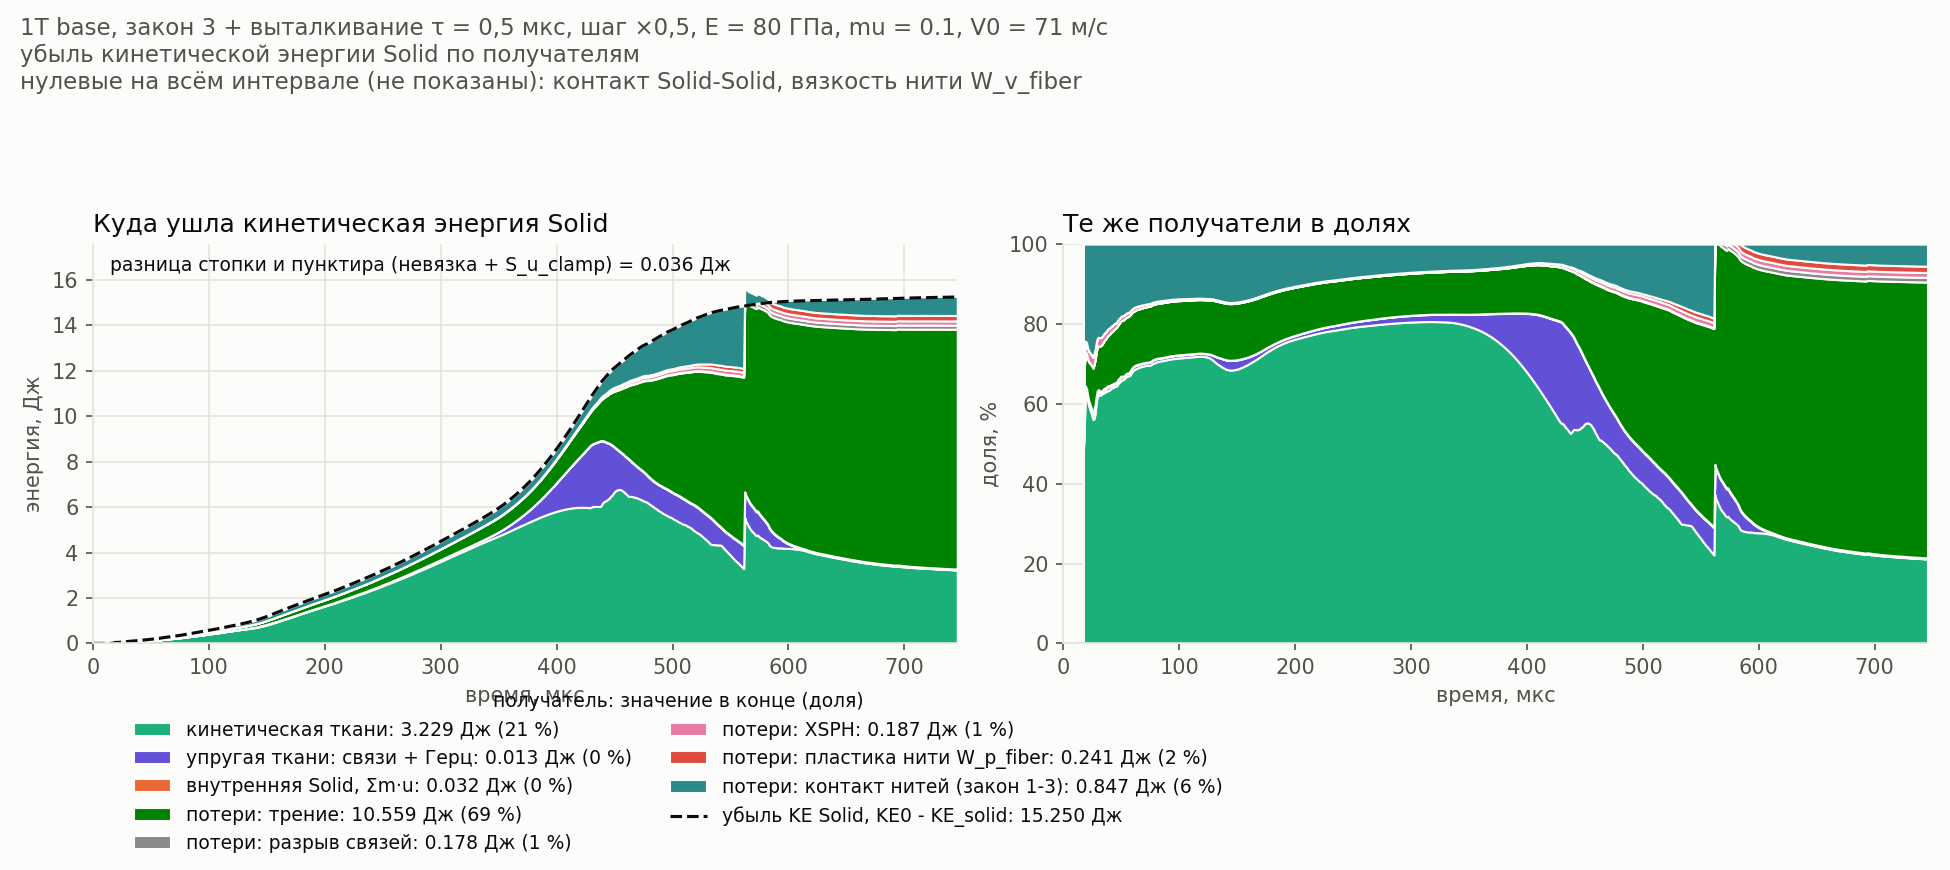 1T base, закон 3 + выталкивание τ = 0,5 мкс, шаг ×0,5, E = 80 ГПа, mu = 0.1, V0 = 71 м/с
убыль кинетической энергии Solid по получателям
нулевые на всём интервале (не показаны): контакт Solid-Solid, вязкость нити W_v_fiber
Куда ушла кинетическая энергия Solid
разница стопки и пунктира (невязка + S_u_clamp) = 0.036 Дж
энергия, Дж
16
14
12
10
8
6
4
2
0
0 100 200 300 400 500 600 700
время, мкс
Те же получатели в долях
доля, %
100
80
60
40
20
0
0 100 200 300 400 500 600 700
время, мкс
получатель: значение в конце (доля)
кинетическая ткани: 3.229 Дж (21 %)
упругая ткани: связи + Герц: 0.013 Дж (0 %)
внутренняя Solid, Σm·u: 0.032 Дж (0 %)
потери: трение: 10.559 Дж (69 %)
потери: разрыв связей: 0.178 Дж (1 %)
потери: XSPH: 0.187 Дж (1 %)
потери: пластика нити W_p_fiber: 0.241 Дж (2 %)
потери: контакт нитей (закон 1-3): 0.847 Дж (6 %)
убыль KE Solid, KE0 - KE_solid: 15.250 Дж